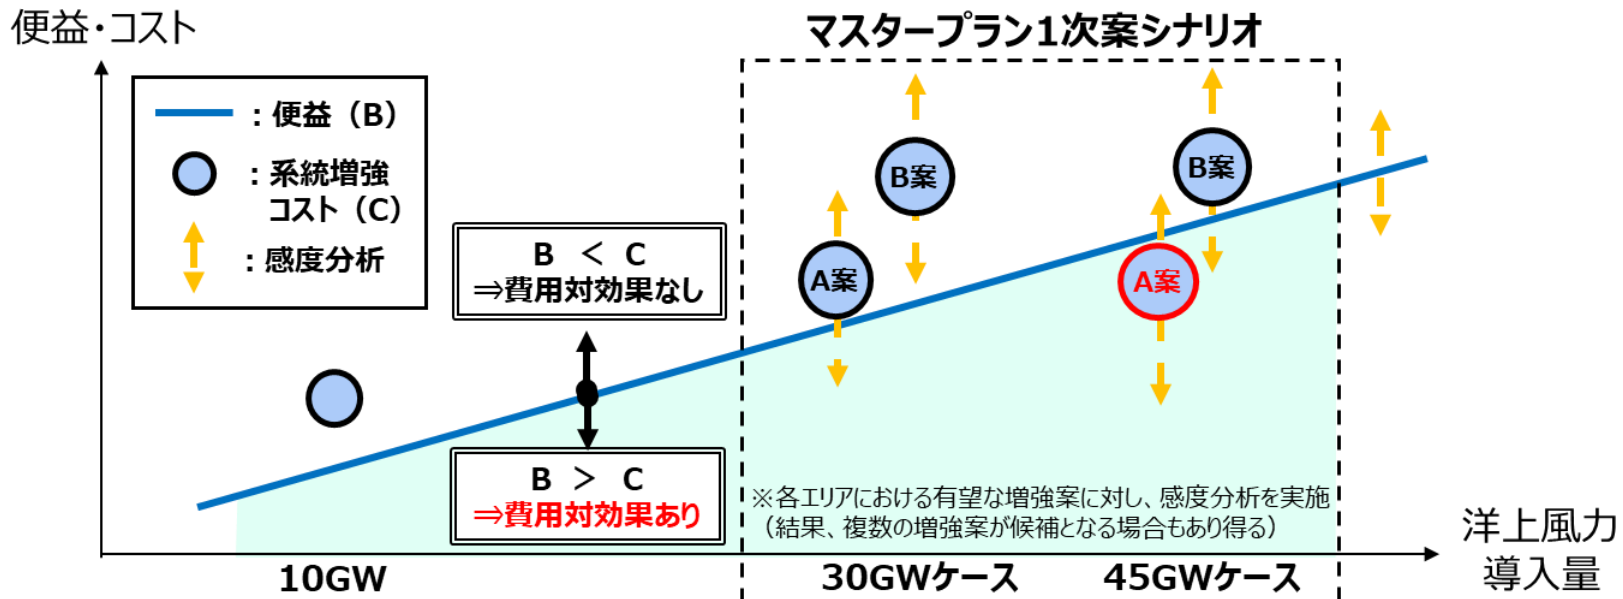 便益・コスト
マスタープラン1次案シナリオ
：便益（B）
：系統増強
コスト（C）
：感度分析
B ＜ C
⇒費用対効果なし
B ＞ C
⇒費用対効果あり
B案
A案
B案
A案
※各エリアにおける有望な増強案に対し、感度分析を実施
（結果、複数の増強案が候補となる場合もあり得る）
10GW
30GWケース
45GWケース
洋上風力
導入量